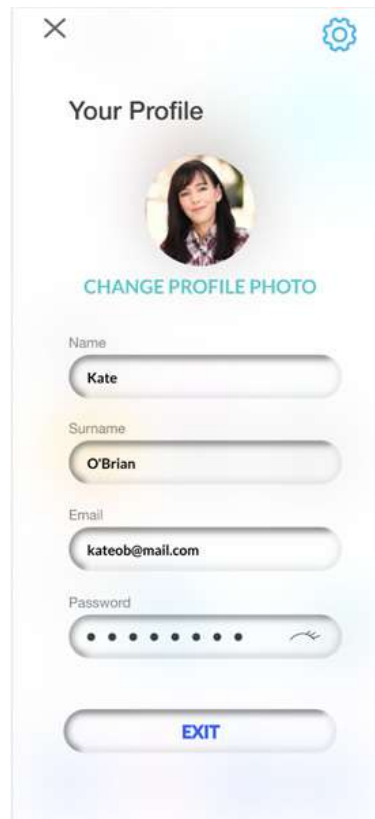 Your Profile
CHANGE PROFILE PHOTO
Name
Kate
Surname
O'Brian
Email
kateob@mail.com
Password
EXIT